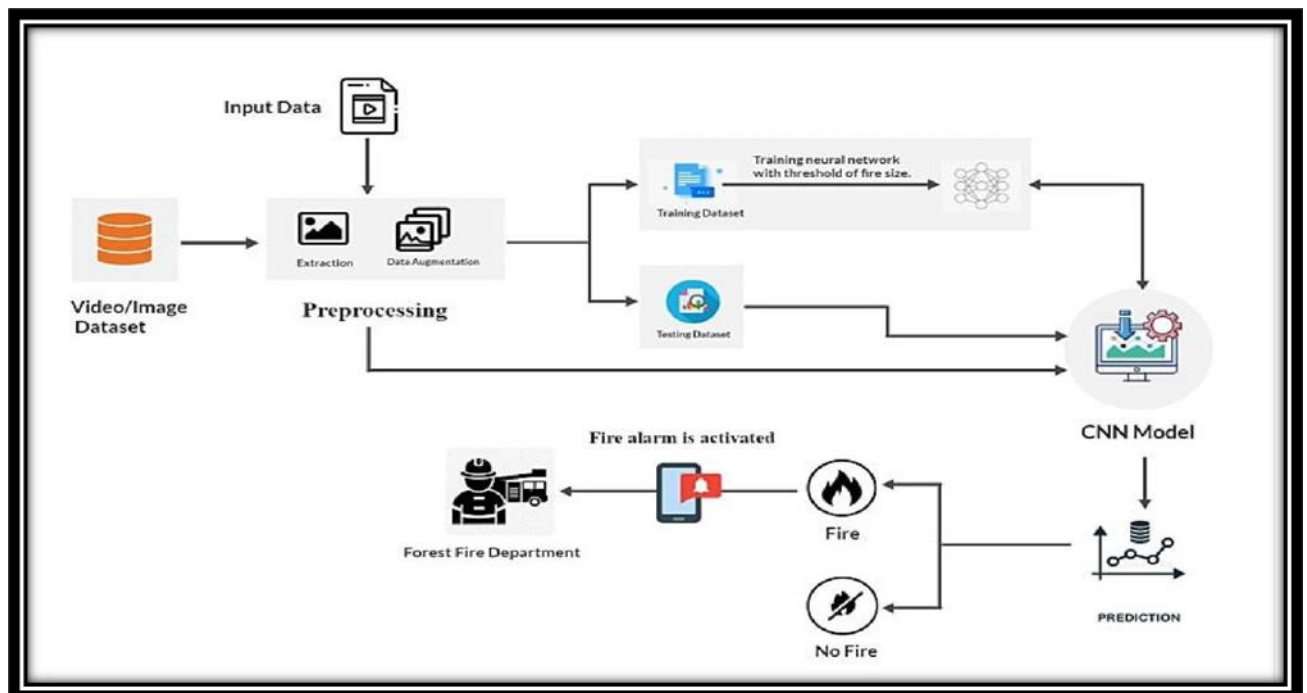 Input Data
Video/Image
Dataset
Extraction
Data Augmentation
Preprocessing
Training Dataset
Training neural network
with threshold of fire size.
Testing Dataset
CNN Model
PREDICTION
Fire
No Fire
Fire alarm is activated
Forest Fire Department